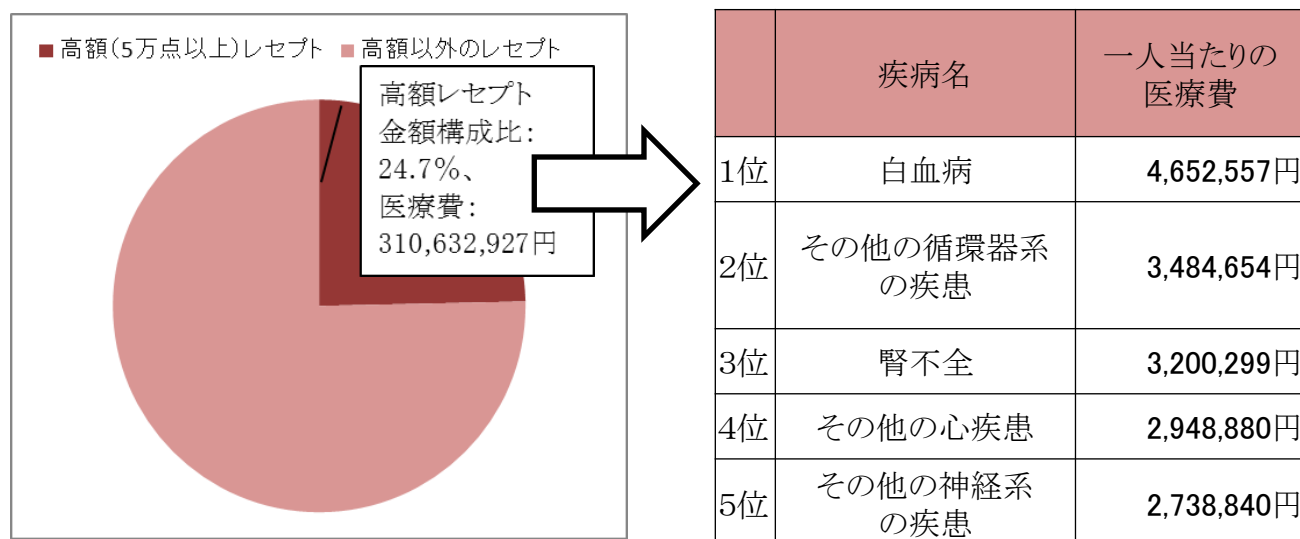 ■高額(5万点以上)レセプト ■高額以外のレセプト
高額レセプト
金額構成比：
24.7％、
医療費：
310,632,927円
疾病名
一人当たりの
医療費
1位 白血病 4,652,557円
2位 その他の循環器系
の疾患 3,484,654円
3位 腎不全 3,200,299円
4位 その他の心疾患 2,948,880円
5位 その他の神経系
の疾患 2,738,840円